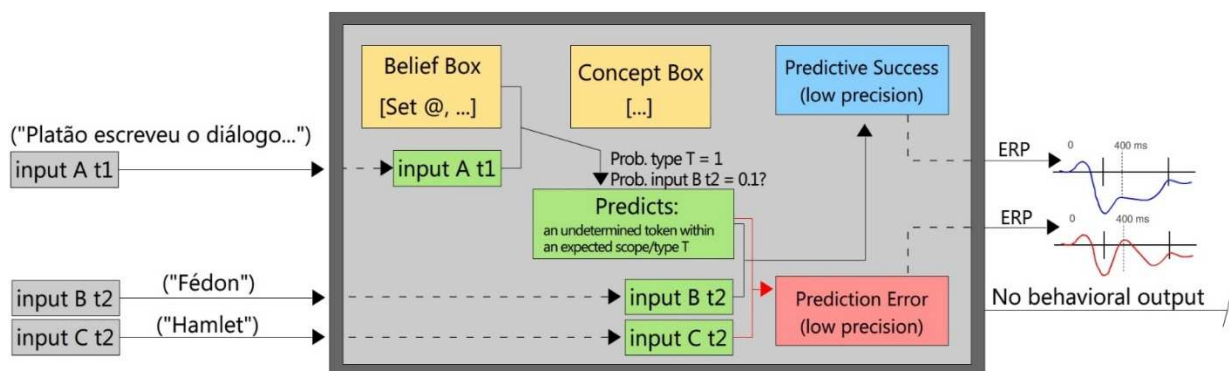 Belief Box
[Set @, ...]
Concept Box
[...]
Predictive Success
(low precision)
("Platão escreveu o diálogo...")
input A t1
input A t1
Prob. type T = 1
Prob. input B t2 = 0.1?
Predicts:
an undetermined token within
an expected scope/type T
ERP
0
400 ms
ERP
0
400 ms
("Fédon")
input B t2
input B t2
("Hamlet")
input C t2
input C t2
Prediction Error
(low precision)
No behavioral output